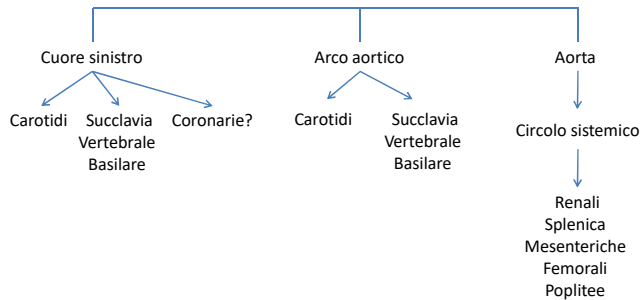 Cuore sinistro
Arco aortico
Aorta
Carotidi
Succlavia
Vertebrale
Basilare
Coronarie?
Carotidi
Succlavia
Vertebrale
Basilare
Circolo sistemico
Renali
Splenica
Mesenteriche
Femorali
Poplitee